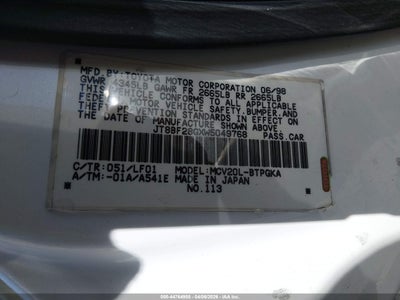 MFD.BY:TOYOTA MOTOR CORPORATION 06/98
GVWR 4345LB GAWR FR 2665LB RR 2665LB
THIS VEHICLE CONFORMS TO ALL APPLICABLE
FEDERAL MOTOR VEHICLE SAFETY,BUMPER,AND
THEFT PREVENTION STANDARDS IN EFFECT ON
THE DATE OF MANUFACTURE SHOWN ABOVE.
JT8BF28GXW5049768 PASS.CAR
C/TR:051/LF01 MODEL:MCV20L-BTPGKA
A/TM:-01A/A541E MADE IN JAPAN
NO.113